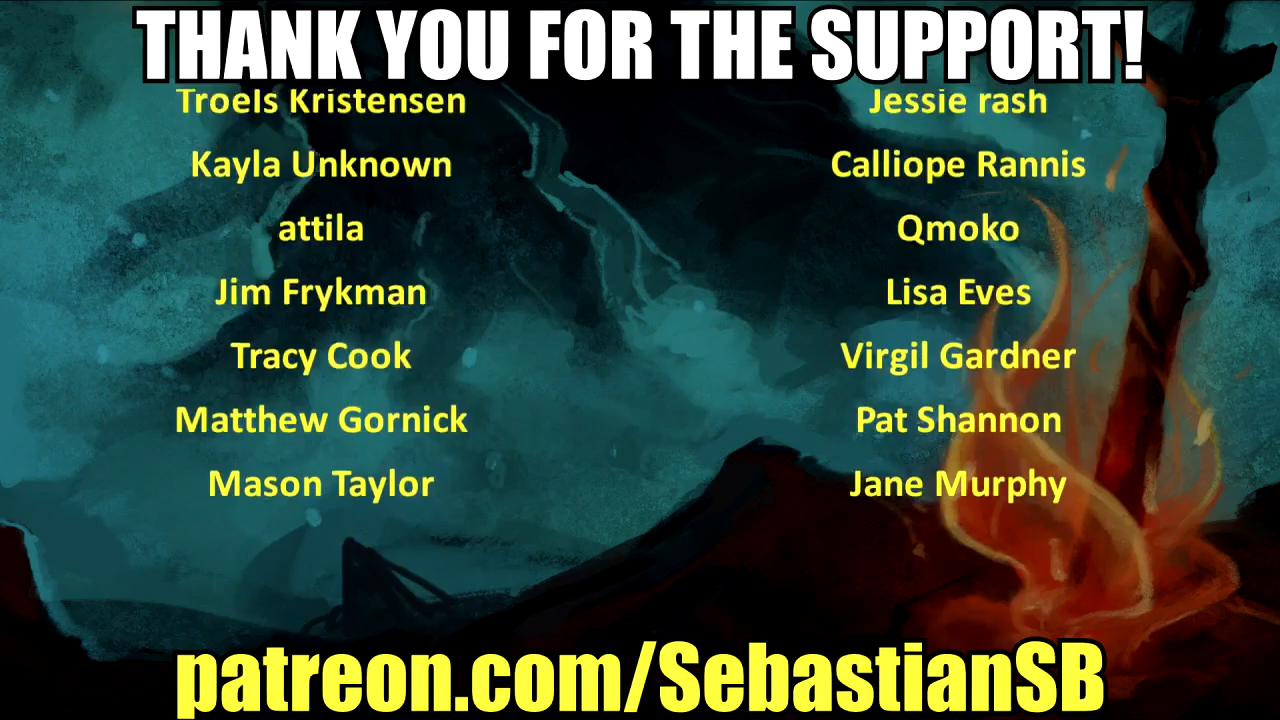 THANK YOU FOR THE SUPPORT!
Troels Kristensen
Jessie rash
Kayla Unknown
Calliope Rannis
attila
Qmoko
Jim Frykman
Lisa Eves
Tracy Cook
Virgil Gardner
Matthew Gornick
Pat Shannon
Mason Taylor
Jane Murphy
patreon.com/SebastianSB